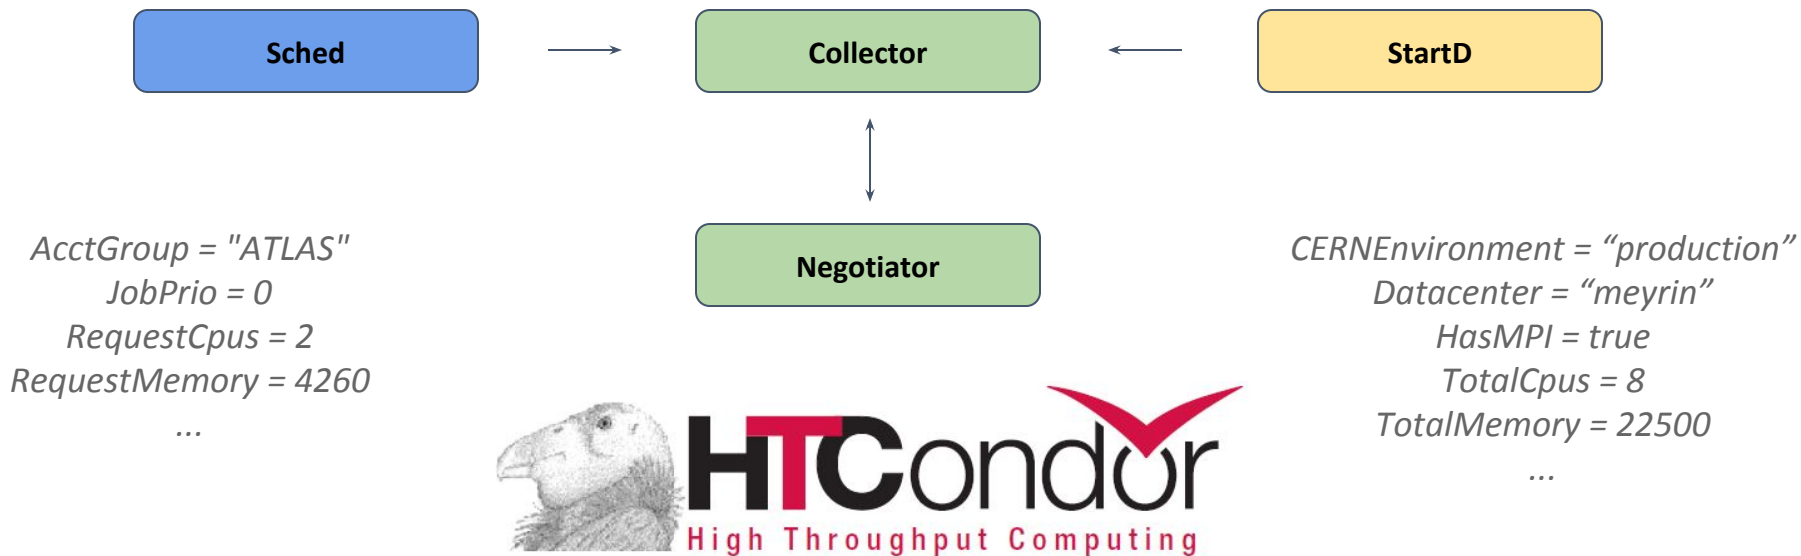 Sched
Collector
StartD
Negotiator
AcctGroup = "ATLAS"
JobPrio = 0
RequestCpus = 2
RequestMemory = 4260
...
CERNEnvironment = “production”
Datacenter = “meyrin”
HasMPI = true
TotalCpus = 8
TotalMemory = 22500
...
HTCondor
High Throughput Computing